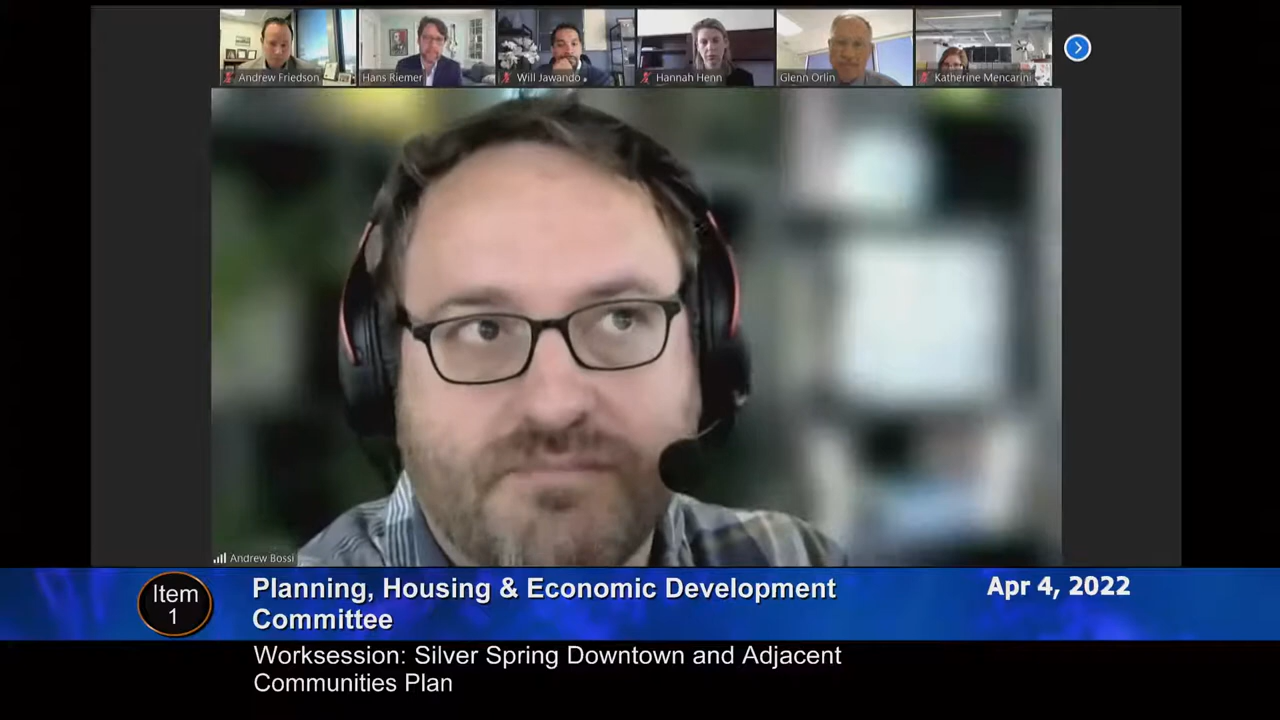 Andrew Friedson
Hans Riemer
Will Jawando
Hannah Henn
Glenn Orlin
Katherine Mencarini
Andrew Bossi
Item
1
Planning, Housing & Economic Development
Committee
Apr 4, 2022
Worksession: Silver Spring Downtown and Adjacent
Communities Plan